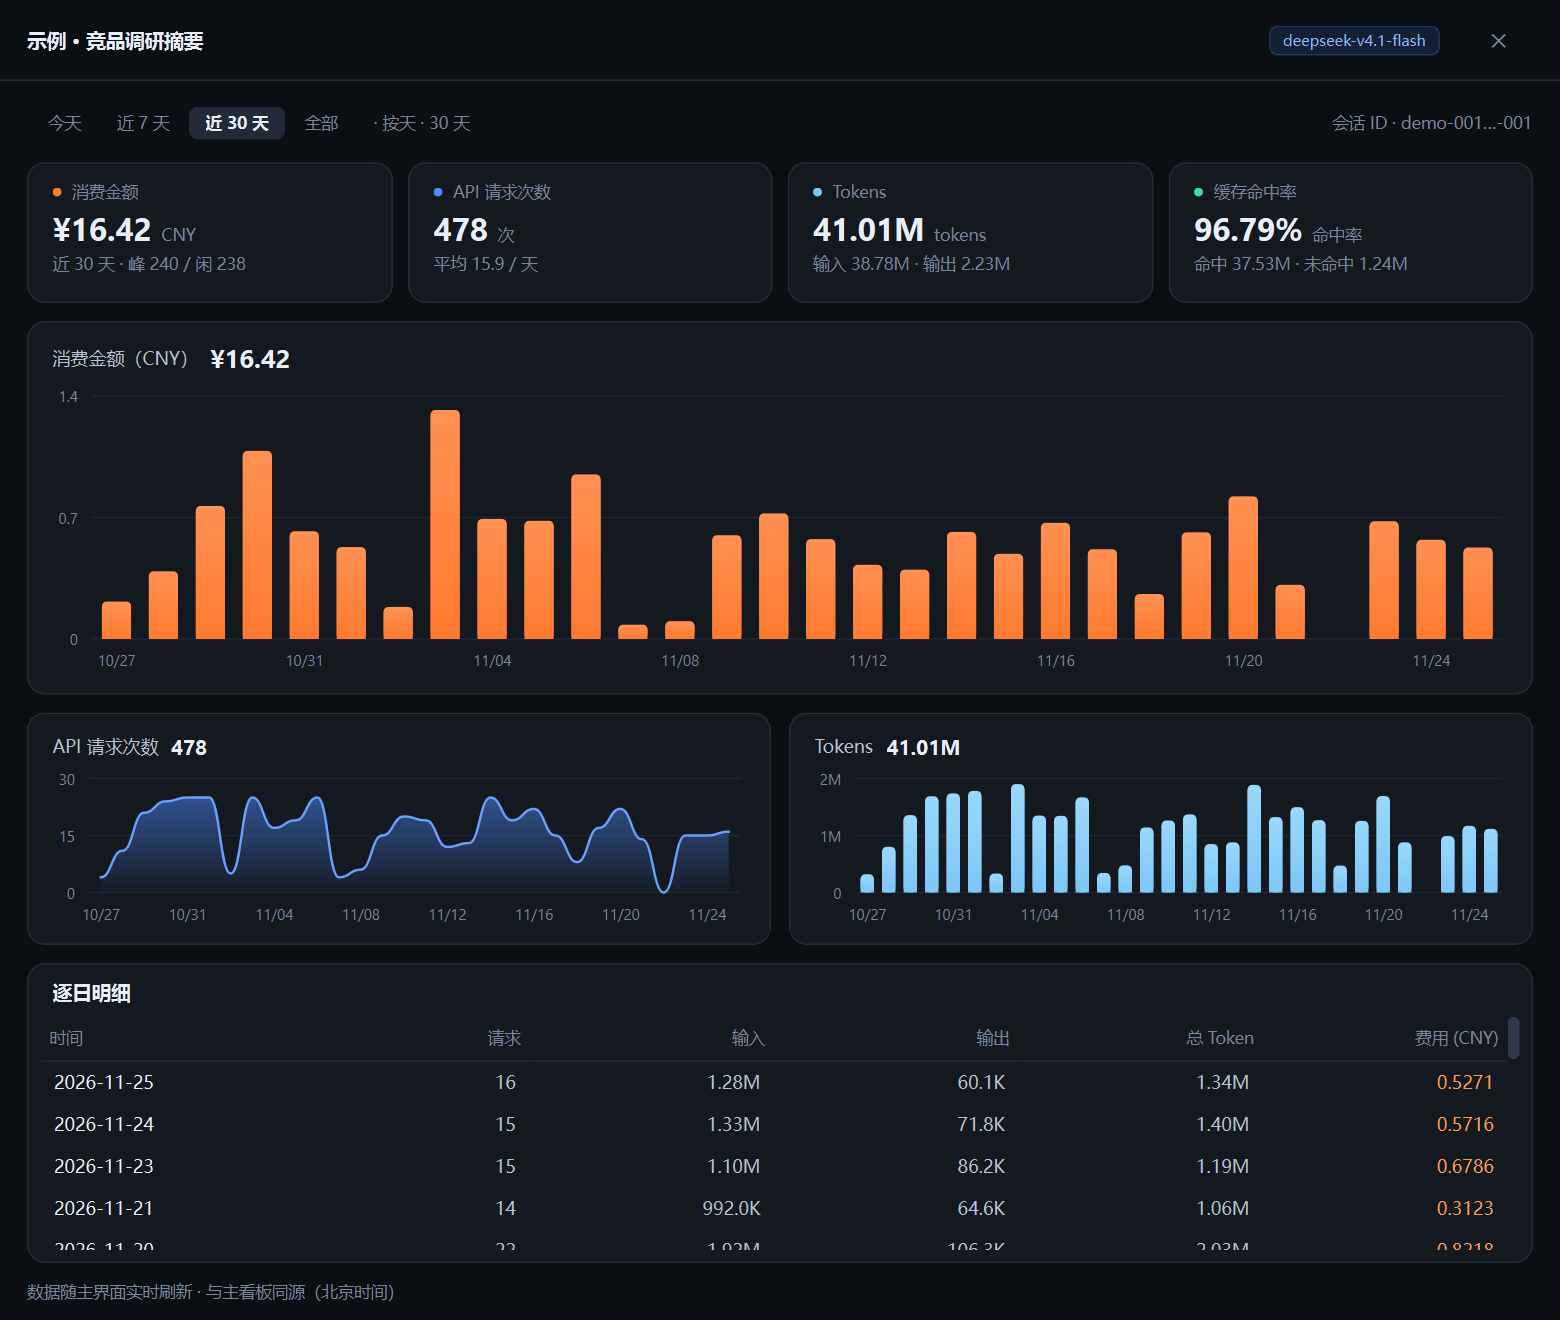 示例 • 竞品调研摘要
deepseek-v4.1-flash
今天 近 7 天 近 30 天 全部 · 按天 · 30 天
会话 ID · demo-001...-001
消费金额
¥16.42 CNY
近 30 天 · 峰 240 / 闲 238
API 请求次数
478 次
平均 15.9 / 天
Tokens
41.01M tokens
输入 38.78M · 输出 2.23M
缓存命中率
96.79% 命中率
命中 37.53M · 未命中 1.24M
消费金额（CNY） ¥16.42
1.4
0.7
0
10/27 10/31 11/04 11/08 11/12 11/16 11/20 11/24
API 请求次数 478
30
15
0
10/27 10/31 11/04 11/08 11/12 11/16 11/20 11/24
Tokens 41.01M
2M
1M
0
10/27 10/31 11/04 11/08 11/12 11/16 11/20 11/24
逐日明细
时间 请求 输入 输出 总 Token 费用 (CNY)
2026-11-25 16 1.28M 60.1K 1.34M 0.5271
2026-11-24 15 1.33M 71.8K 1.40M 0.5716
2026-11-23 15 1.10M 86.2K 1.19M 0.6786
2026-11-21 14 992.0K 64.6K 1.06M 0.3123
2026-11-20 22 1.92M 106.3K 2.03M 0.8218
数据随主界面实时刷新 · 与主看板同源（北京时间）